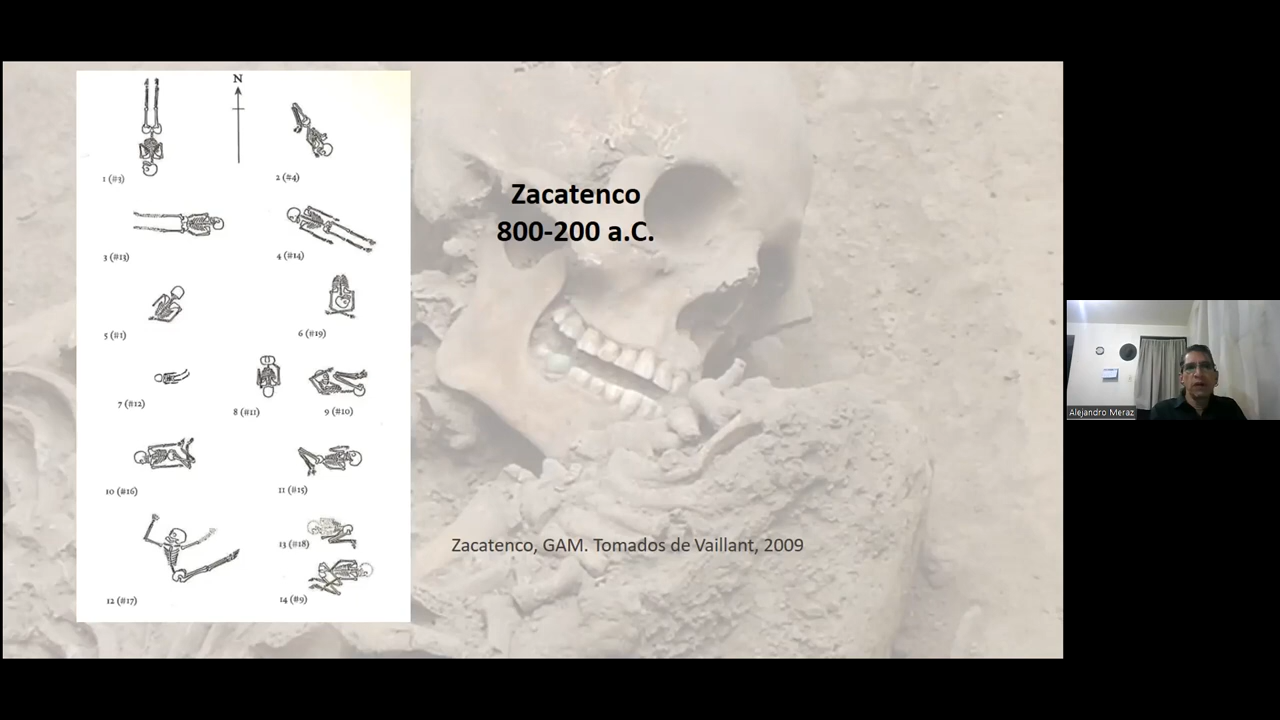 N
1 (#3)
2 (#4)
3 (#13)
4 (#14)
5 (#1)
6 (#19)
7 (#12)
8 (#11)
9 (#10)
10 (#16)
11 (#15)
12 (#17)
13 (#18)
14 (#9)
Zacatenco
800-200 a.C.
Zacatenco, GAM. Tomados de Vaillant, 2009
Alejandro Meraz